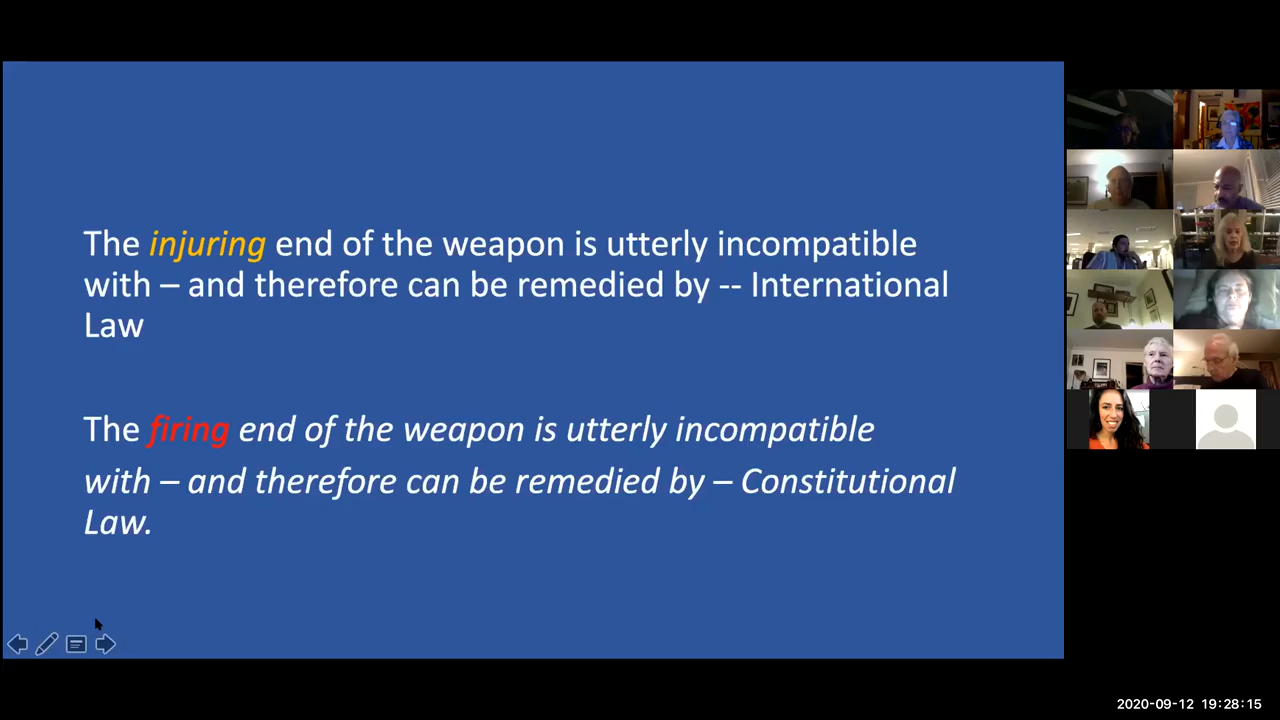 The injuring end of the weapon is utterly incompatible
with – and therefore can be remedied by -- International
Law
The firing end of the weapon is utterly incompatible
with – and therefore can be remedied by – Constitutional
Law.
2020-09-12 19:28:15